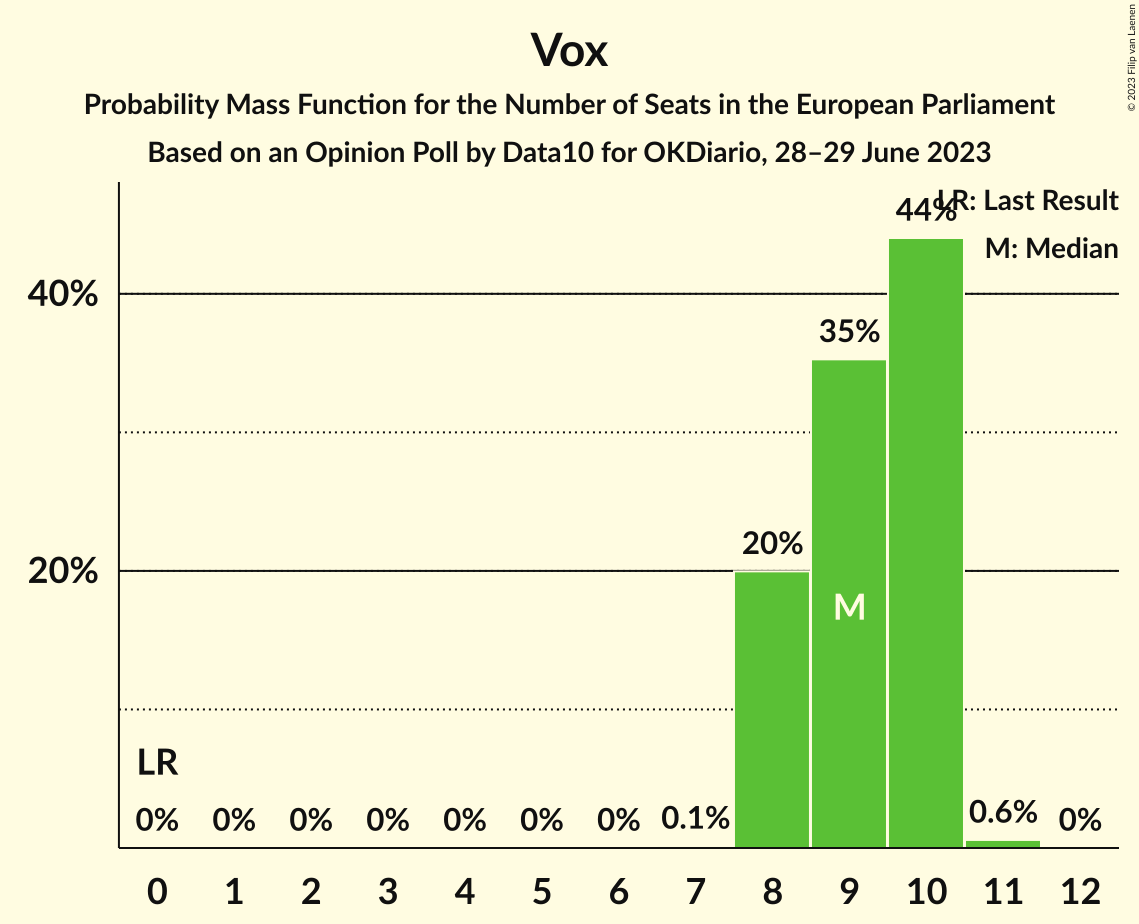 Vox
Probability Mass Function for the Number of Seats in the European Parliament
Based on an Opinion Poll by Data10 for OKDiario, 28–29 June 2023
© 2023 Filip van Laenen
LR: Last Result
M: Median
44%
40%
35%
20%
20%
M
LR
0% 0% 0% 0% 0% 0% 0% 0.1% 0.6% 0%
0 1 2 3 4 5 6 7 8 9 10 11 12